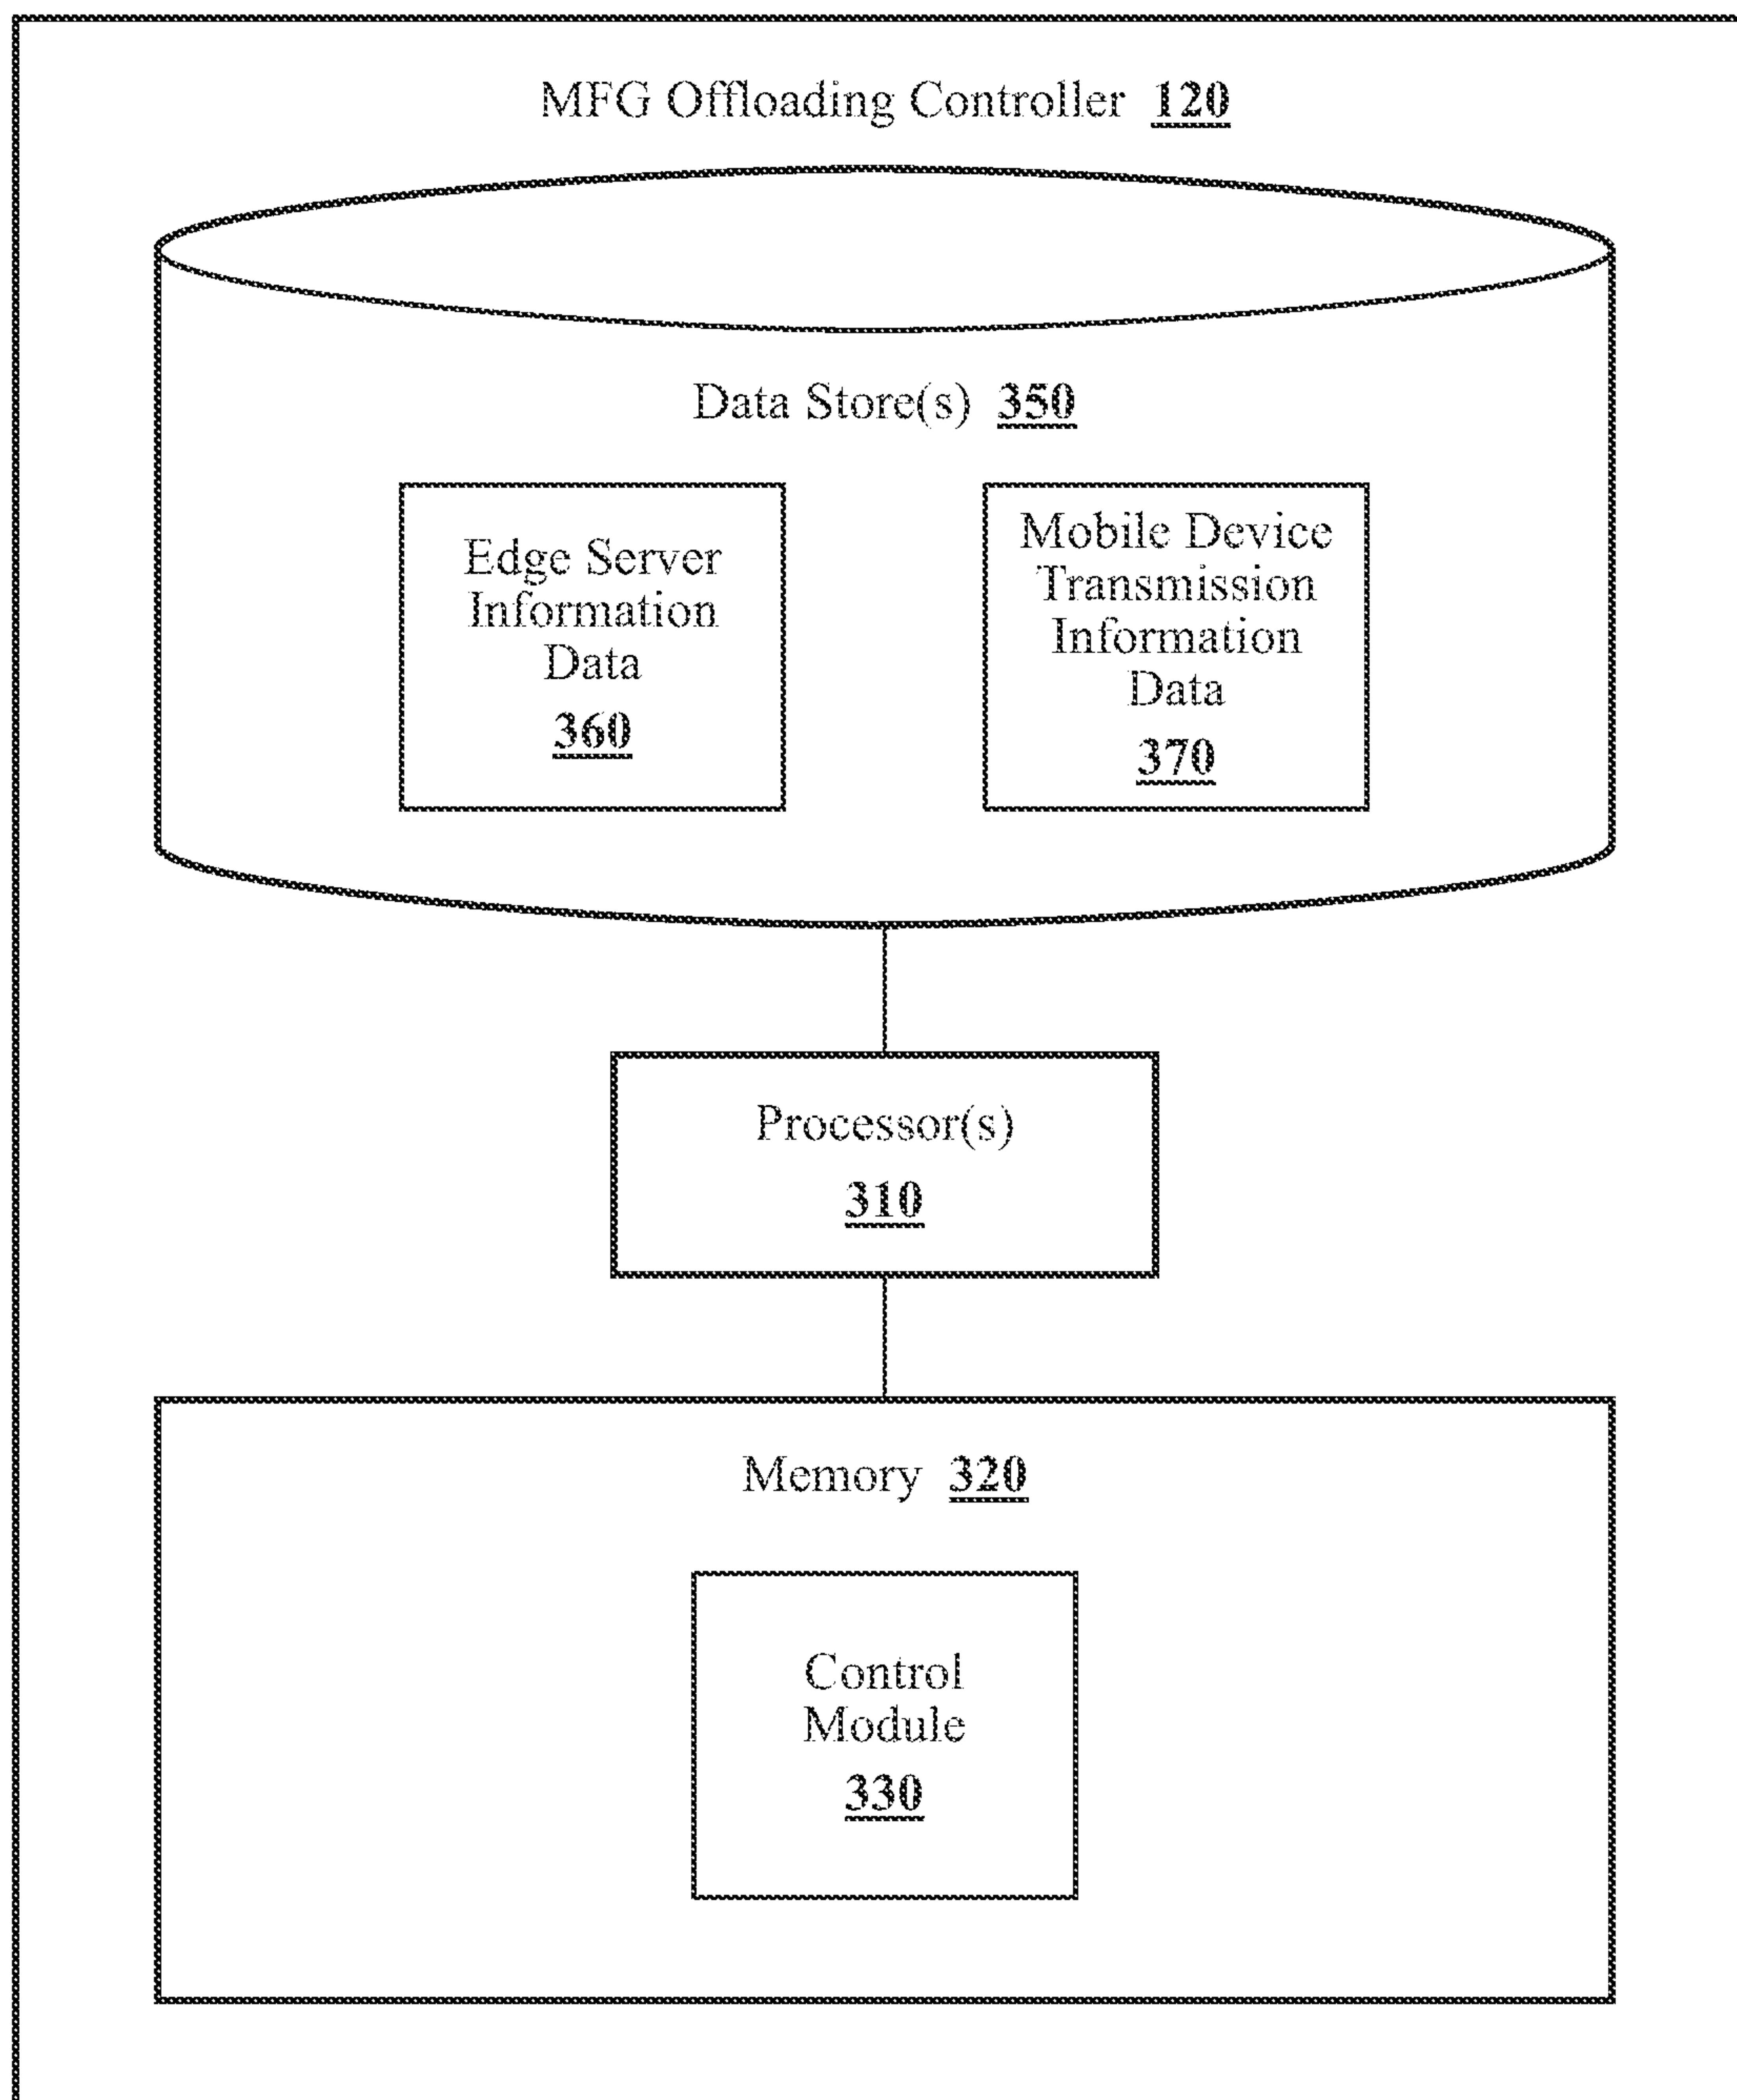 MFG Offloading Controller 120
Data Store(s) 350
Edge Server
Information
Data
360
Mobile Device
Transmission
Information
Data
370
Processor(s)
310
Memory 320
Control
Module
330